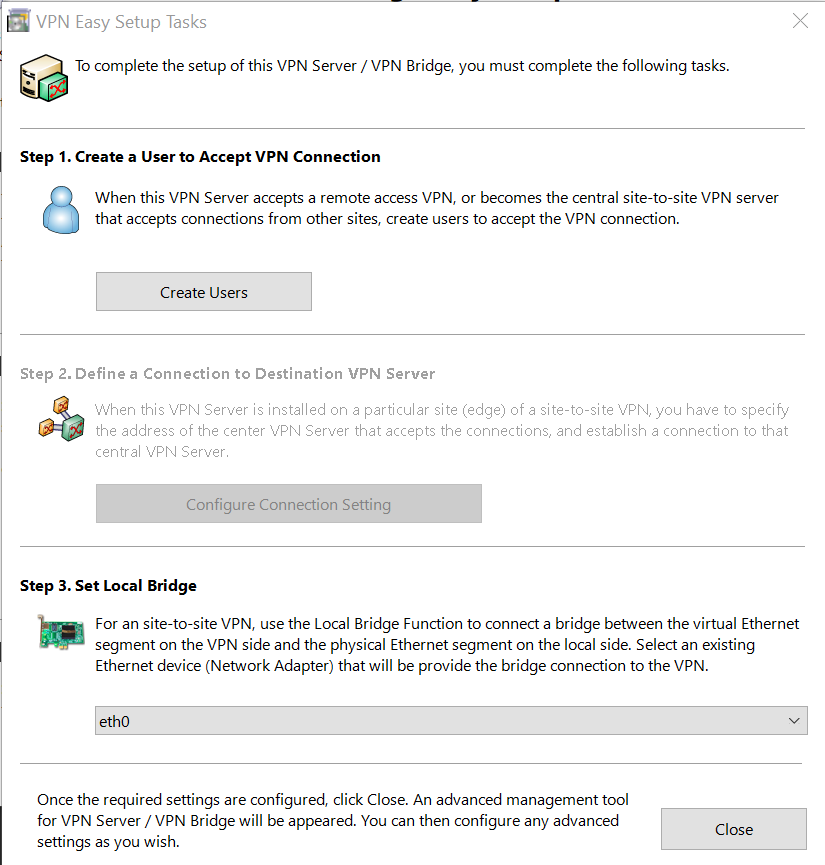 VPN Easy Setup Tasks
To complete the setup of this VPN Server / VPN Bridge, you must complete the following tasks.
Step 1. Create a User to Accept VPN Connection
When this VPN Server accepts a remote access VPN, or becomes the central site-to-site VPN server
that accepts connections from other sites, create users to accept the VPN connection.
Create Users
Step 2. Define a Connection to Destination VPN Server
When this VPN Server is installed on a particular site (edge) of a site-to-site VPN, you have to specify
the address of the center VPN Server that accepts the connections, and establish a connection to that
central VPN Server.
Configure Connection Setting
Step 3. Set Local Bridge
For an site-to-site VPN, use the Local Bridge Function to connect a bridge between the virtual Ethernet
segment on the VPN side and the physical Ethernet segment on the local side. Select an existing
Ethernet device (Network Adapter) that will be provide the bridge connection to the VPN.
eth0
Once the required settings are configured, click Close. An advanced management tool
for VPN Server / VPN Bridge will be appeared. You can then configure any advanced
settings as you wish.
Close